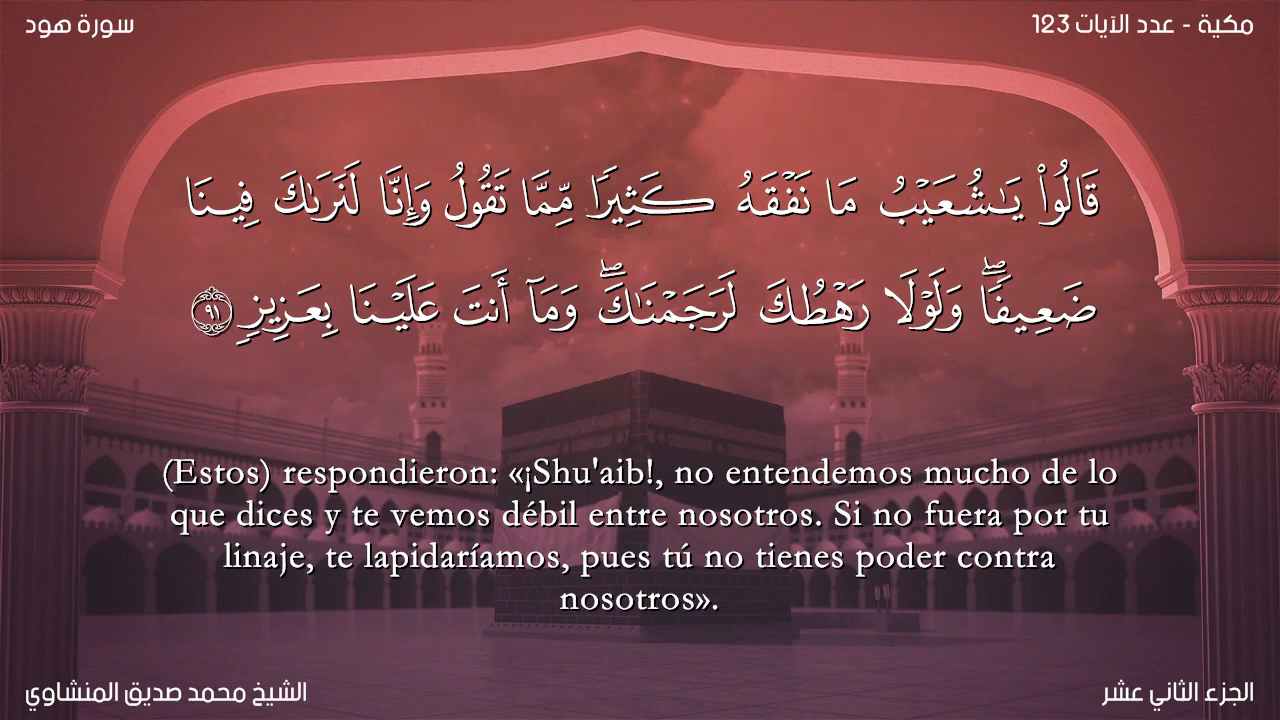 سورة هود
مكية - عدد الآيات 123
قَالُوا۟ يَـٰشُعَيْبُ مَا نَفْقَهُ كَثِيرًا مِّمَّا تَقُولُ وَإِنَّا لَنَرَىٰكَ فِينَا
ضَعِيفًا ۖ وَلَوْلَا رَهْطُكَ لَرَجَمْنَـٰكَ ۖ وَمَآ أَنتَ عَلَيْنَا بِعَزِيزٍ ٩١
(Estos) respondieron: «¡Shu'aib!, no entendemos mucho de lo
que dices y te vemos débil entre nosotros. Si no fuera por tu
linaje, te lapidaríamos, pues tú no tienes poder contra
nosotros».
الشيخ محمد صديق المنشاوي
الجزء الثاني عشر